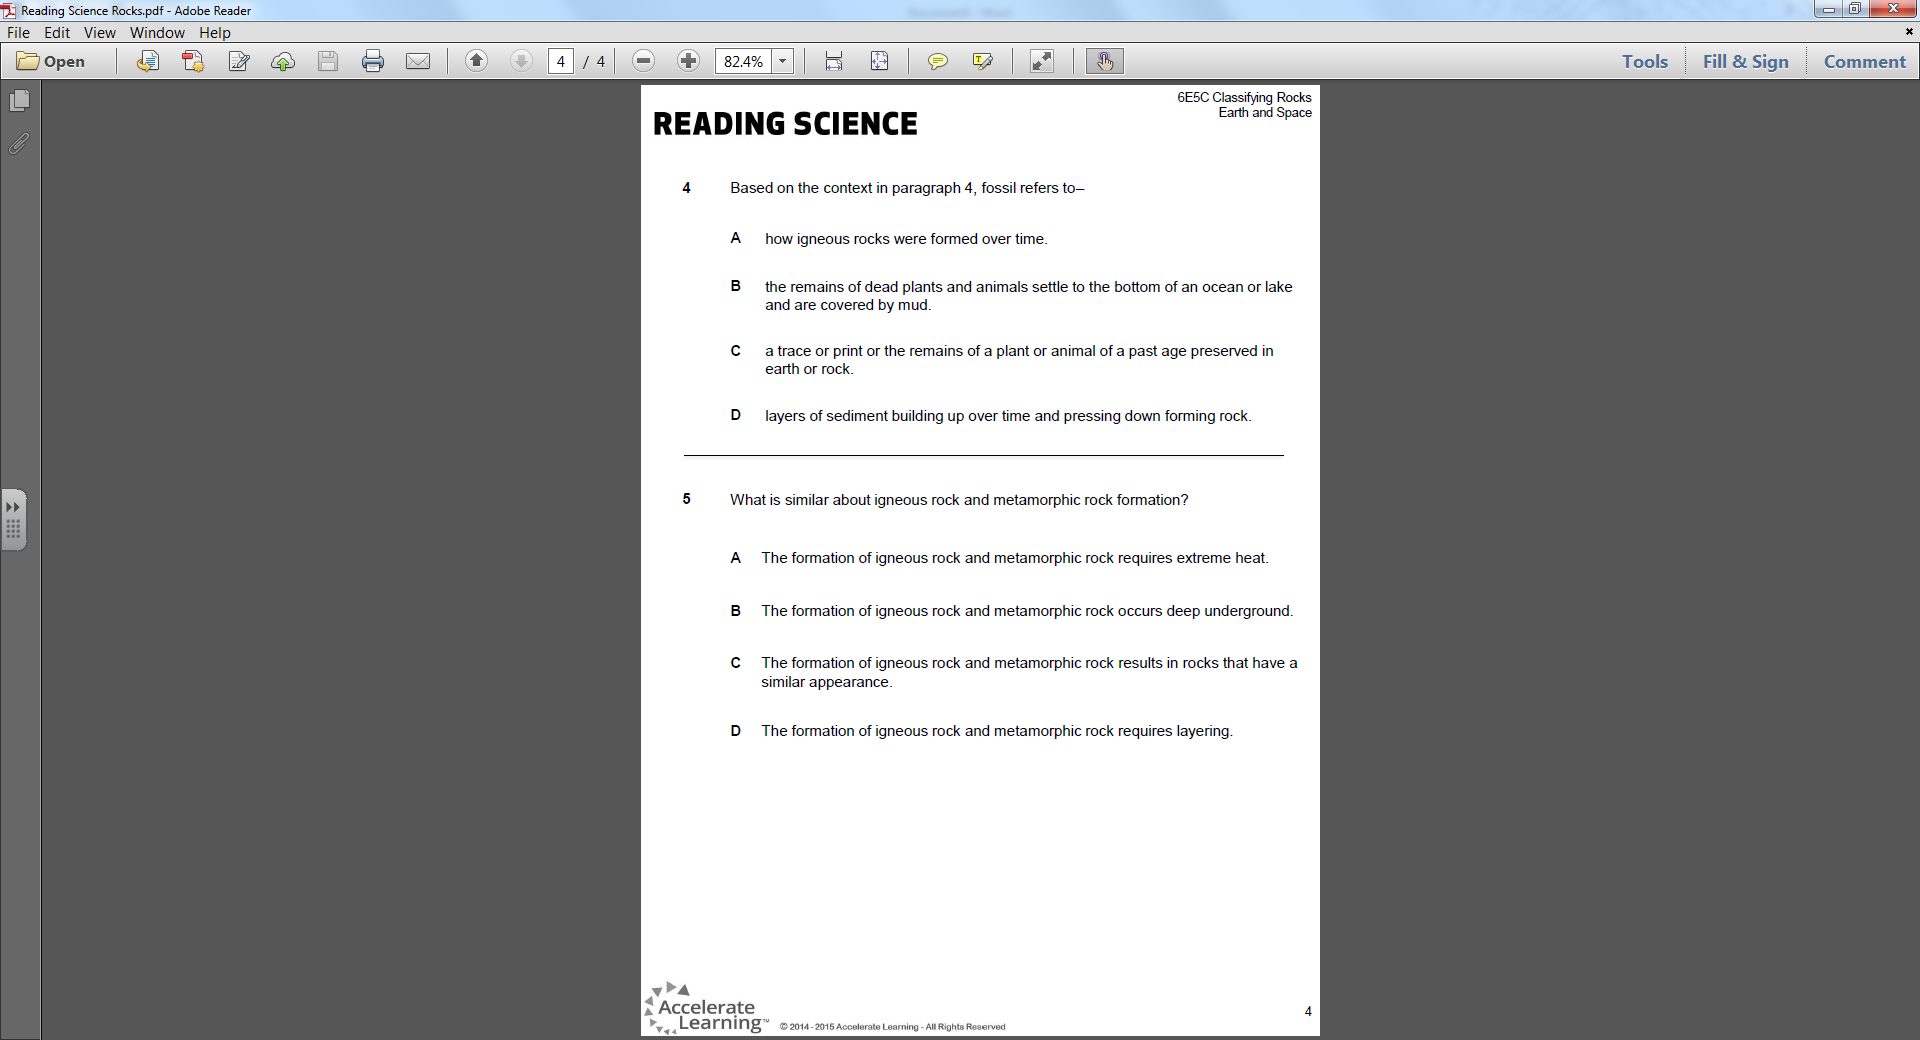 Reading Science Rocks.pdf - Adobe Reader
File Edit View Window Help
Open 4 / 4 82.4% Tools Fill & Sign Comment
6E5C Classifying Rocks
Earth and Space
READING SCIENCE
4 Based on the context in paragraph 4, fossil refers to–
A how igneous rocks were formed over time.
B the remains of dead plants and animals settle to the bottom of an ocean or lake
and are covered by mud.
C a trace or print or the remains of a plant or animal of a past age preserved in
earth or rock.
D layers of sediment building up over time and pressing down forming rock.
5 What is similar about igneous rock and metamorphic rock formation?
A The formation of igneous rock and metamorphic rock requires extreme heat.
B The formation of igneous rock and metamorphic rock occurs deep underground.
C The formation of igneous rock and metamorphic rock results in rocks that have a
similar appearance.
D The formation of igneous rock and metamorphic rock requires layering.
Accelerate
Learning™
© 2014 - 2015 Accelerate Learning - All Rights Reserved
4